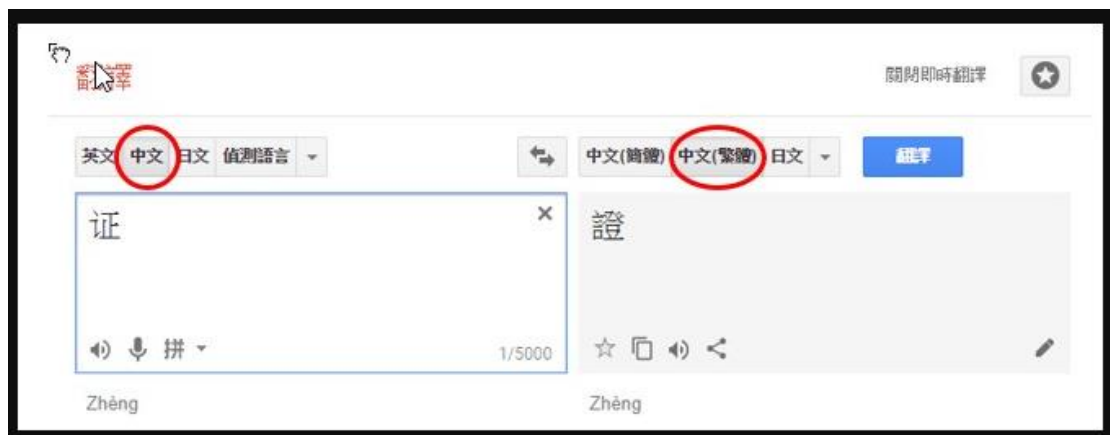 翻譯
關閉即時翻譯
英文 中文 日文 偵測語言
中文(簡體) 中文(繁體) 日文 翻譯
证
證
拼
1/5000
Zhèng
Zhèng